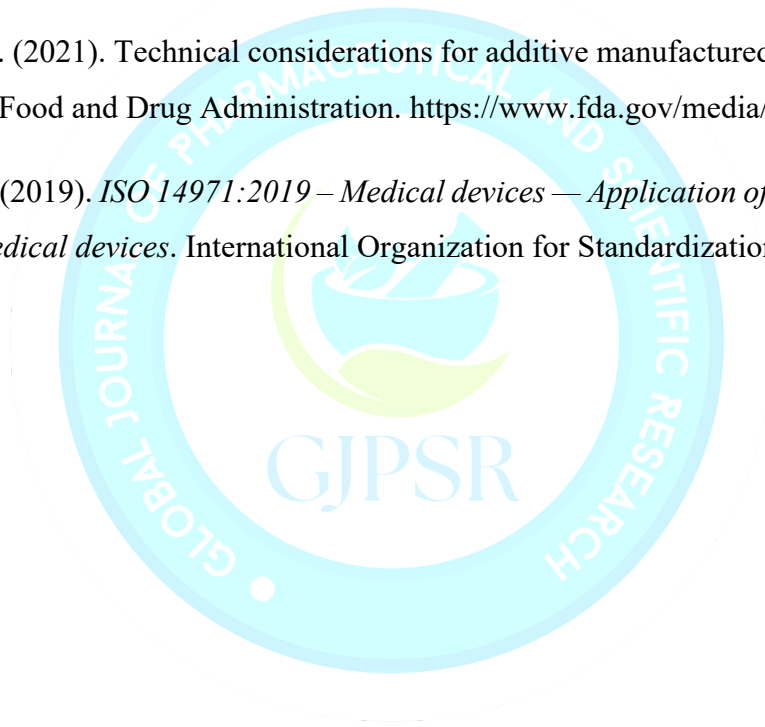 . (2021). Technical considerations for additive manufactured
Food and Drug Administration. https://www.fda.gov/media/
(2019). ISO 14971:2019 – Medical devices — Application of
edical devices. International Organization for Standardization
GLOBAL JOURNAL OF PHARMACEUTICAL AND SCIENTIFIC RESEARCH
GJPSR